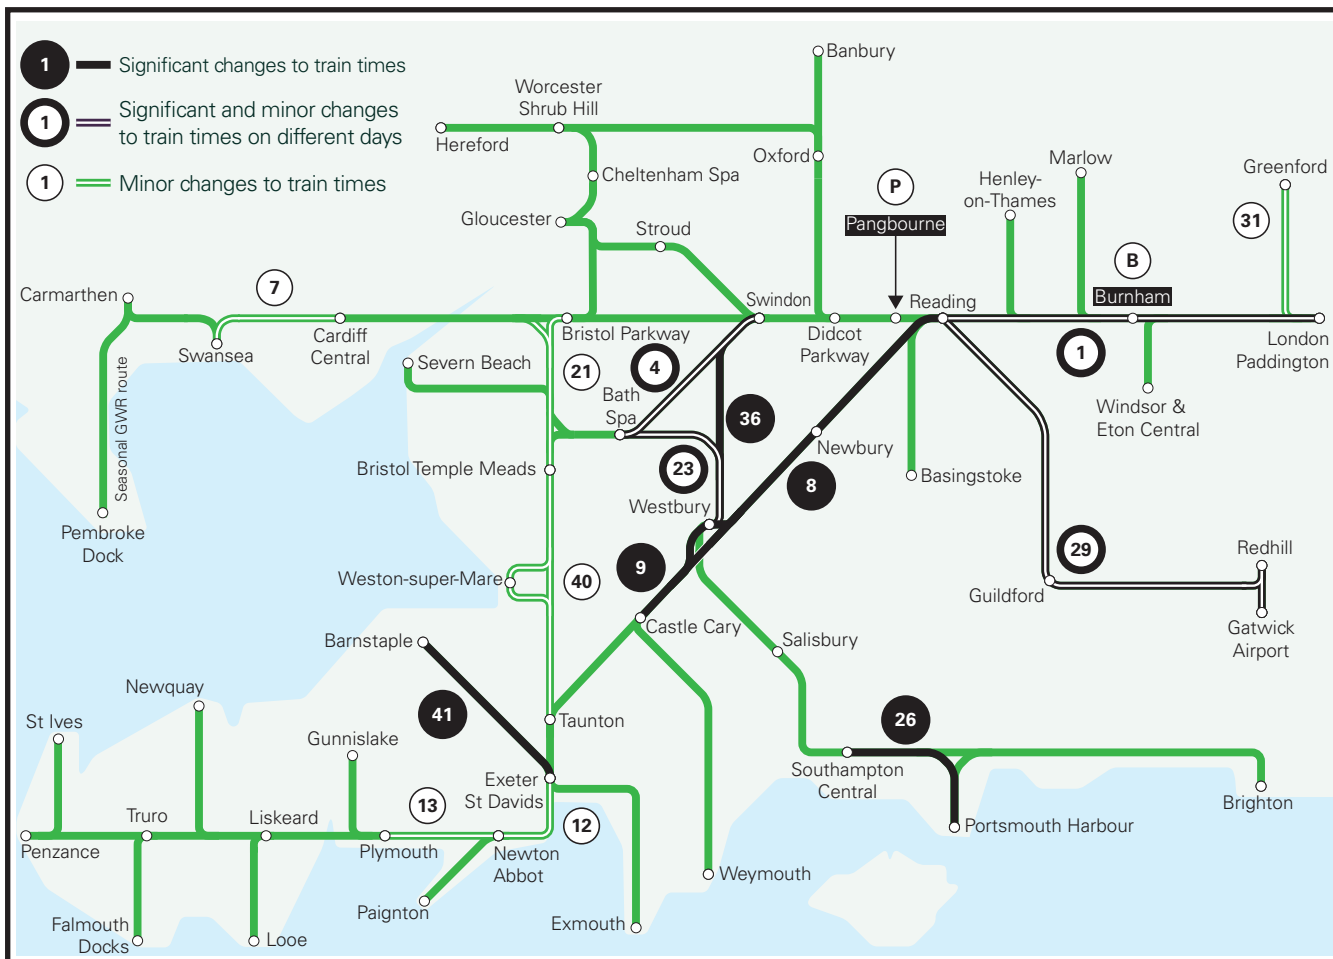 1 Significant changes to train times
1 Significant and minor changes
to train times on different days
1 Minor changes to train times
Banbury
Worcester
Shrub Hill
Hereford
Oxford
Marlow
Greenford
Cheltenham Spa
P
Henley-
on-Thames
Gloucester
Stroud
Pangbourne
31
B
Carmarthen
7
Swindon
Reading
Burnham
Swansea
Cardiff
Central
Bristol Parkway
Didcot
Parkway
London
Paddington
Severn Beach
21
4
1
Seasonal GWR route
Bath
Spa
36
Windsor &
Eton Central
Newbury
Bristol Temple Meads
23
8
Basingstoke
Westbury
Pembroke
Dock
Weston-super-Mare
40
9
29
Redhill
Guildford
Castle Cary
Gatwick
Airport
Barnstaple
Salisbury
Newquay
41
26
St Ives
Gunnislake
Taunton
Exeter
St Davids
Southampton
Central
Brighton
Truro
Liskeard
13
12
Portsmouth Harbour
Penzance
Plymouth
Newton
Abbot
Weymouth
Paignton
Falmouth
Docks
Looe
Exmouth